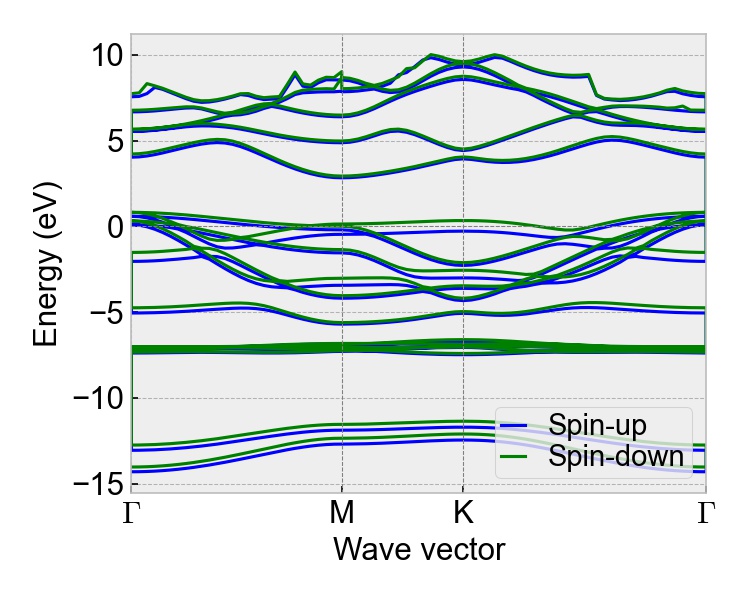 10
5
0
−5
−10
−15
Energy (eV)
Spin-up
Spin-down
Γ M K Γ
Wave vector